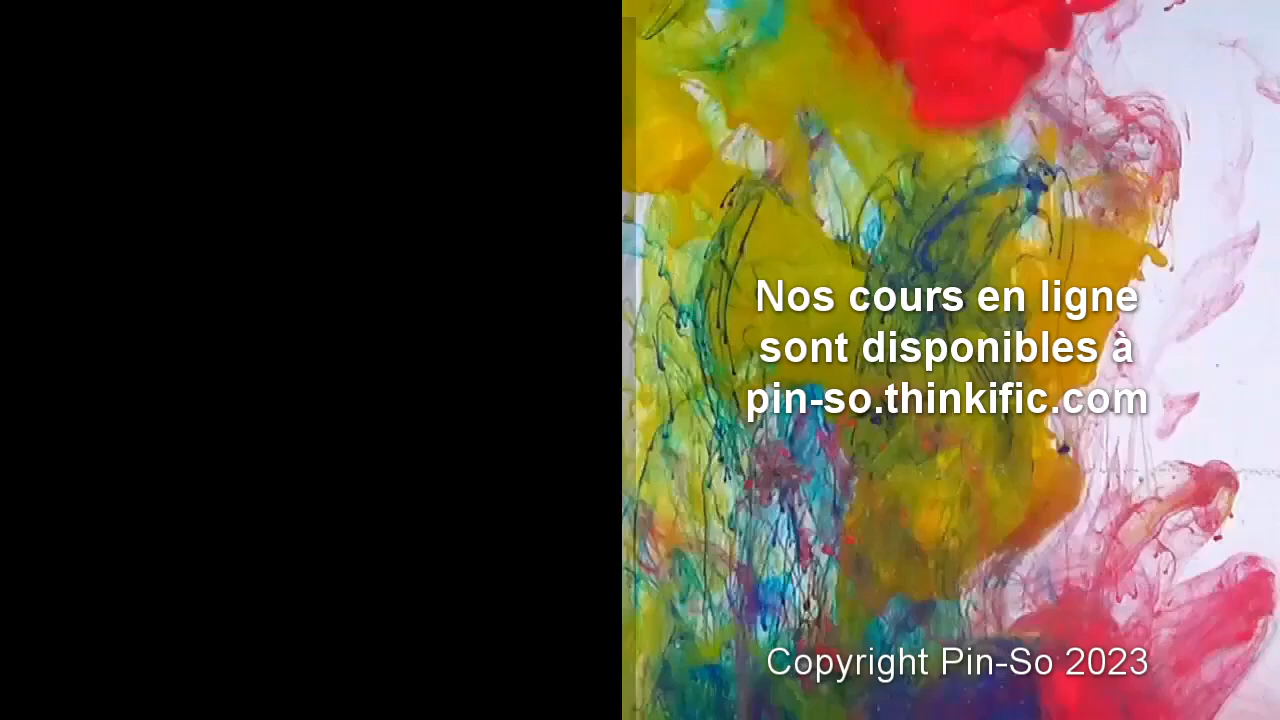 Nos cours en ligne
sont disponibles à
pin-so.thinkific.com
Copyright Pin-So 2023